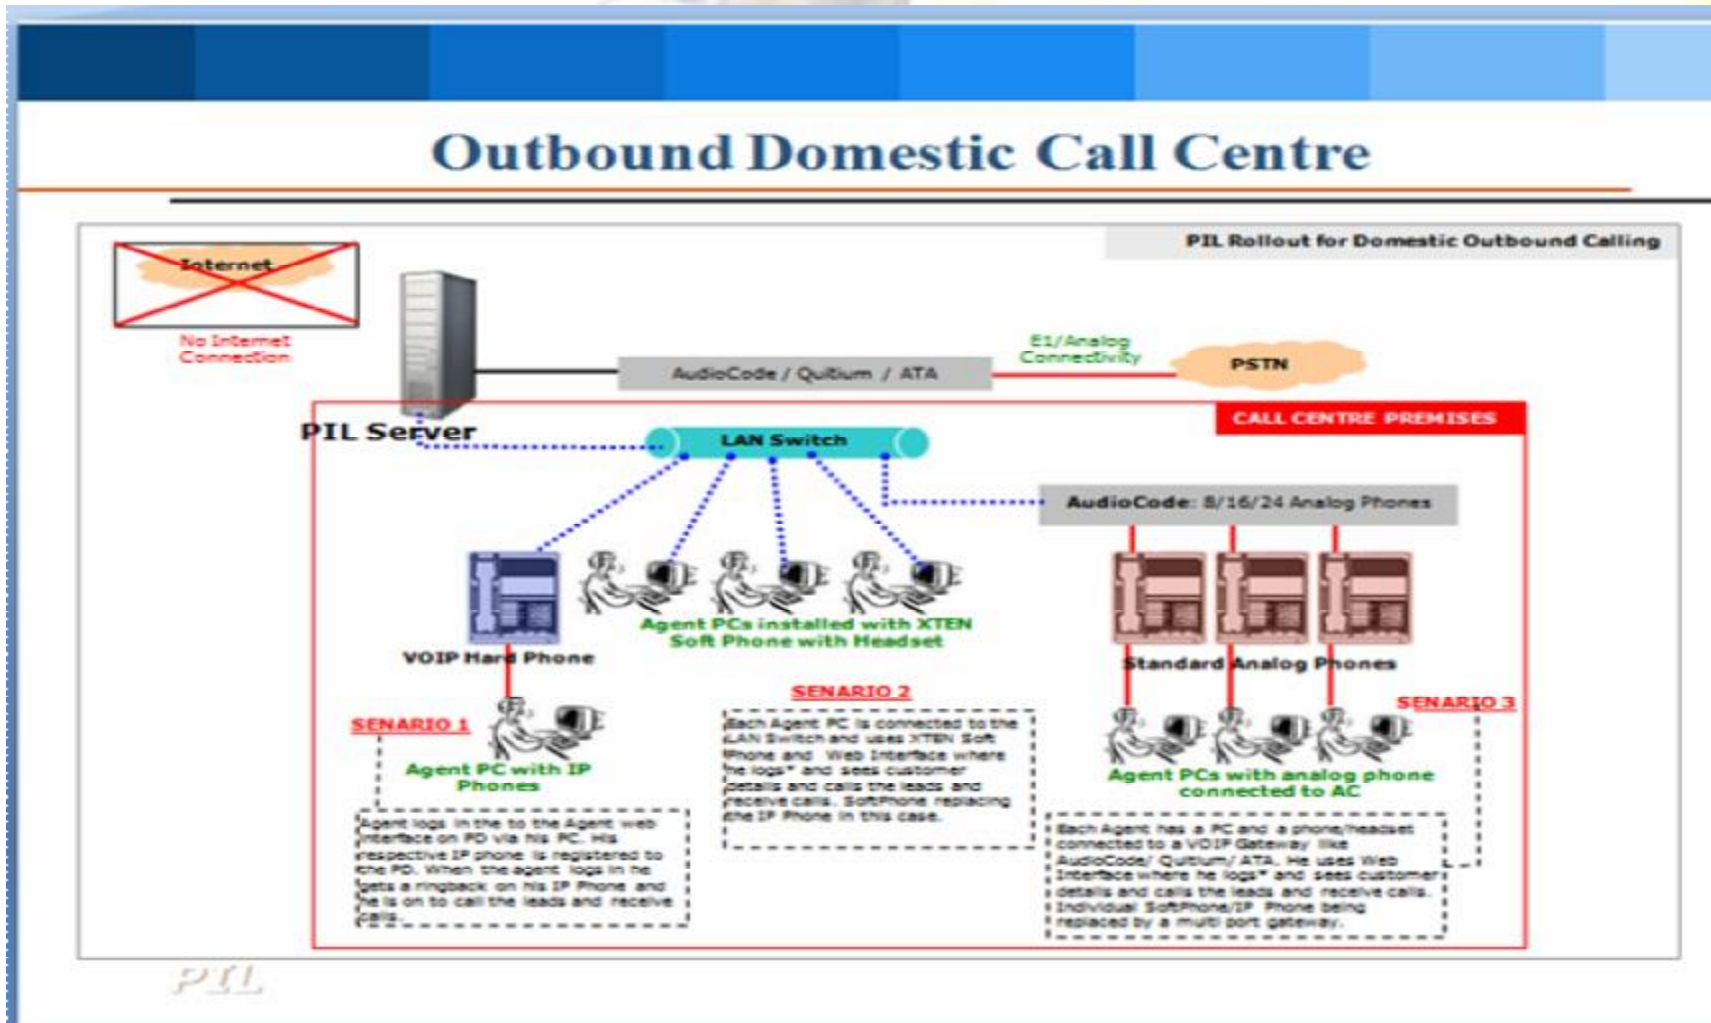 Outbound Domestic Call Centre
PIL Rollout for Domestic Outbound Calling
Internet
No Internet
Connection
E1/Analog
Connectivity
AudioCode / Quitium / ATA
PSTN
CALL CENTRE PREMISES
PIL Server
LAN Switch
AudioCode: 8/16/24 Analog Phones
Agent PCs installed with XTEN
Soft Phone with Headset
VOIP Hard Phone
Standard Analog Phones
SENARIO 1
SENARIO 2
SENARIO 3
Agent PC with IP
Phones
Agent PCs with analog phone
connected to AC
Agent logs in the to the Agent web
interface on PD via his PC. His
respective IP phone is registered to
the PD. When the agent logs in he
gets a ringback on his IP Phone and
he is on to call the leads and receive
calls.
Each Agent PC is connected to the
LAN Switch and uses XTEN Soft
Phone and Web Interface where
he logs* and sees customer
details and calls the leads and
receive calls. SoftPhone replacing
the IP Phone in this case.
Each Agent has a PC and a phone/headset
connected to a VOIP Gateway like
AudioCode/ Quitium/ ATA. He uses Web
Interface where he logs* and sees customer
details and calls the leads and receive calls.
Individual SoftPhone/IP Phone being
replaced by a multi port gateway.
PIL